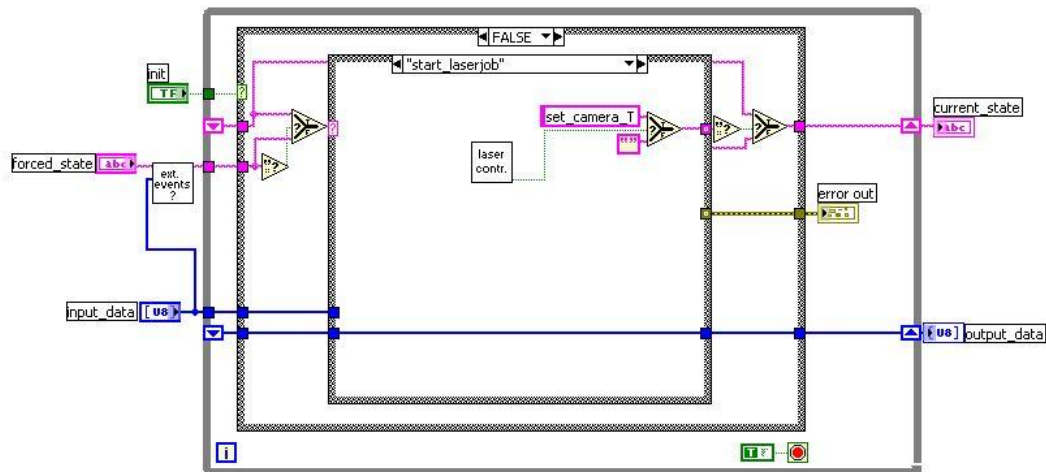 FALSE
"start_laserjob"
init
TF
set_camera_T
current_state
abc
forced_state
abc
ext.
events
?
laser
contr.
error out
input_data
[U8]
U8]
output_data
i
T